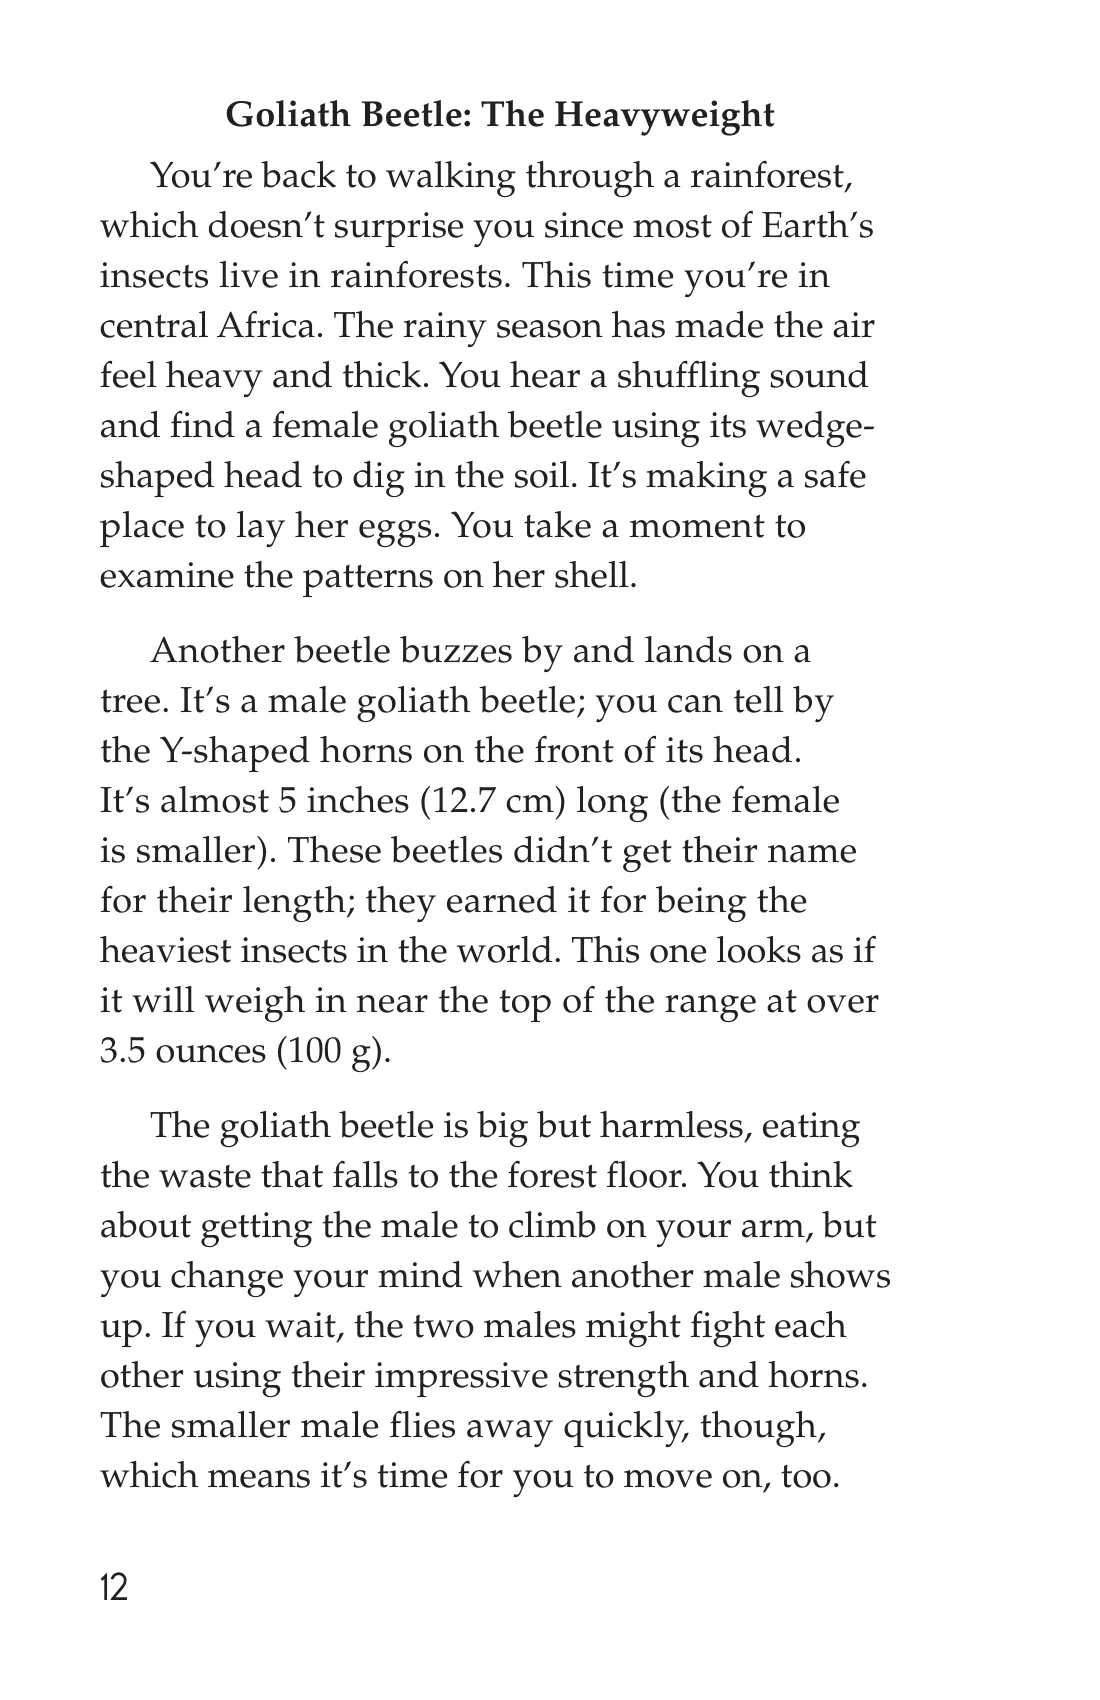 Goliath Beetle: The Heavyweight
You’re back to walking through a rainforest,
which doesn’t surprise you since most of Earth’s
insects live in rainforests. This time you’re in
central Africa. The rainy season has made the air
feel heavy and thick. You hear a shuffling sound
and find a female goliath beetle using its wedge-
shaped head to dig in the soil. It’s making a safe
place to lay her eggs. You take a moment to
examine the patterns on her shell.
Another beetle buzzes by and lands on a
tree. It’s a male goliath beetle; you can tell by
the Y-shaped horns on the front of its head.
It’s almost 5 inches (12.7 cm) long (the female
is smaller). These beetles didn’t get their name
for their length; they earned it for being the
heaviest insects in the world. This one looks as if
it will weigh in near the top of the range at over
3.5 ounces (100 g).
The goliath beetle is big but harmless, eating
the waste that falls to the forest floor. You think
about getting the male to climb on your arm, but
you change your mind when another male shows
up. If you wait, the two males might fight each
other using their impressive strength and horns.
The smaller male flies away quickly, though,
which means it’s time for you to move on, too.
12